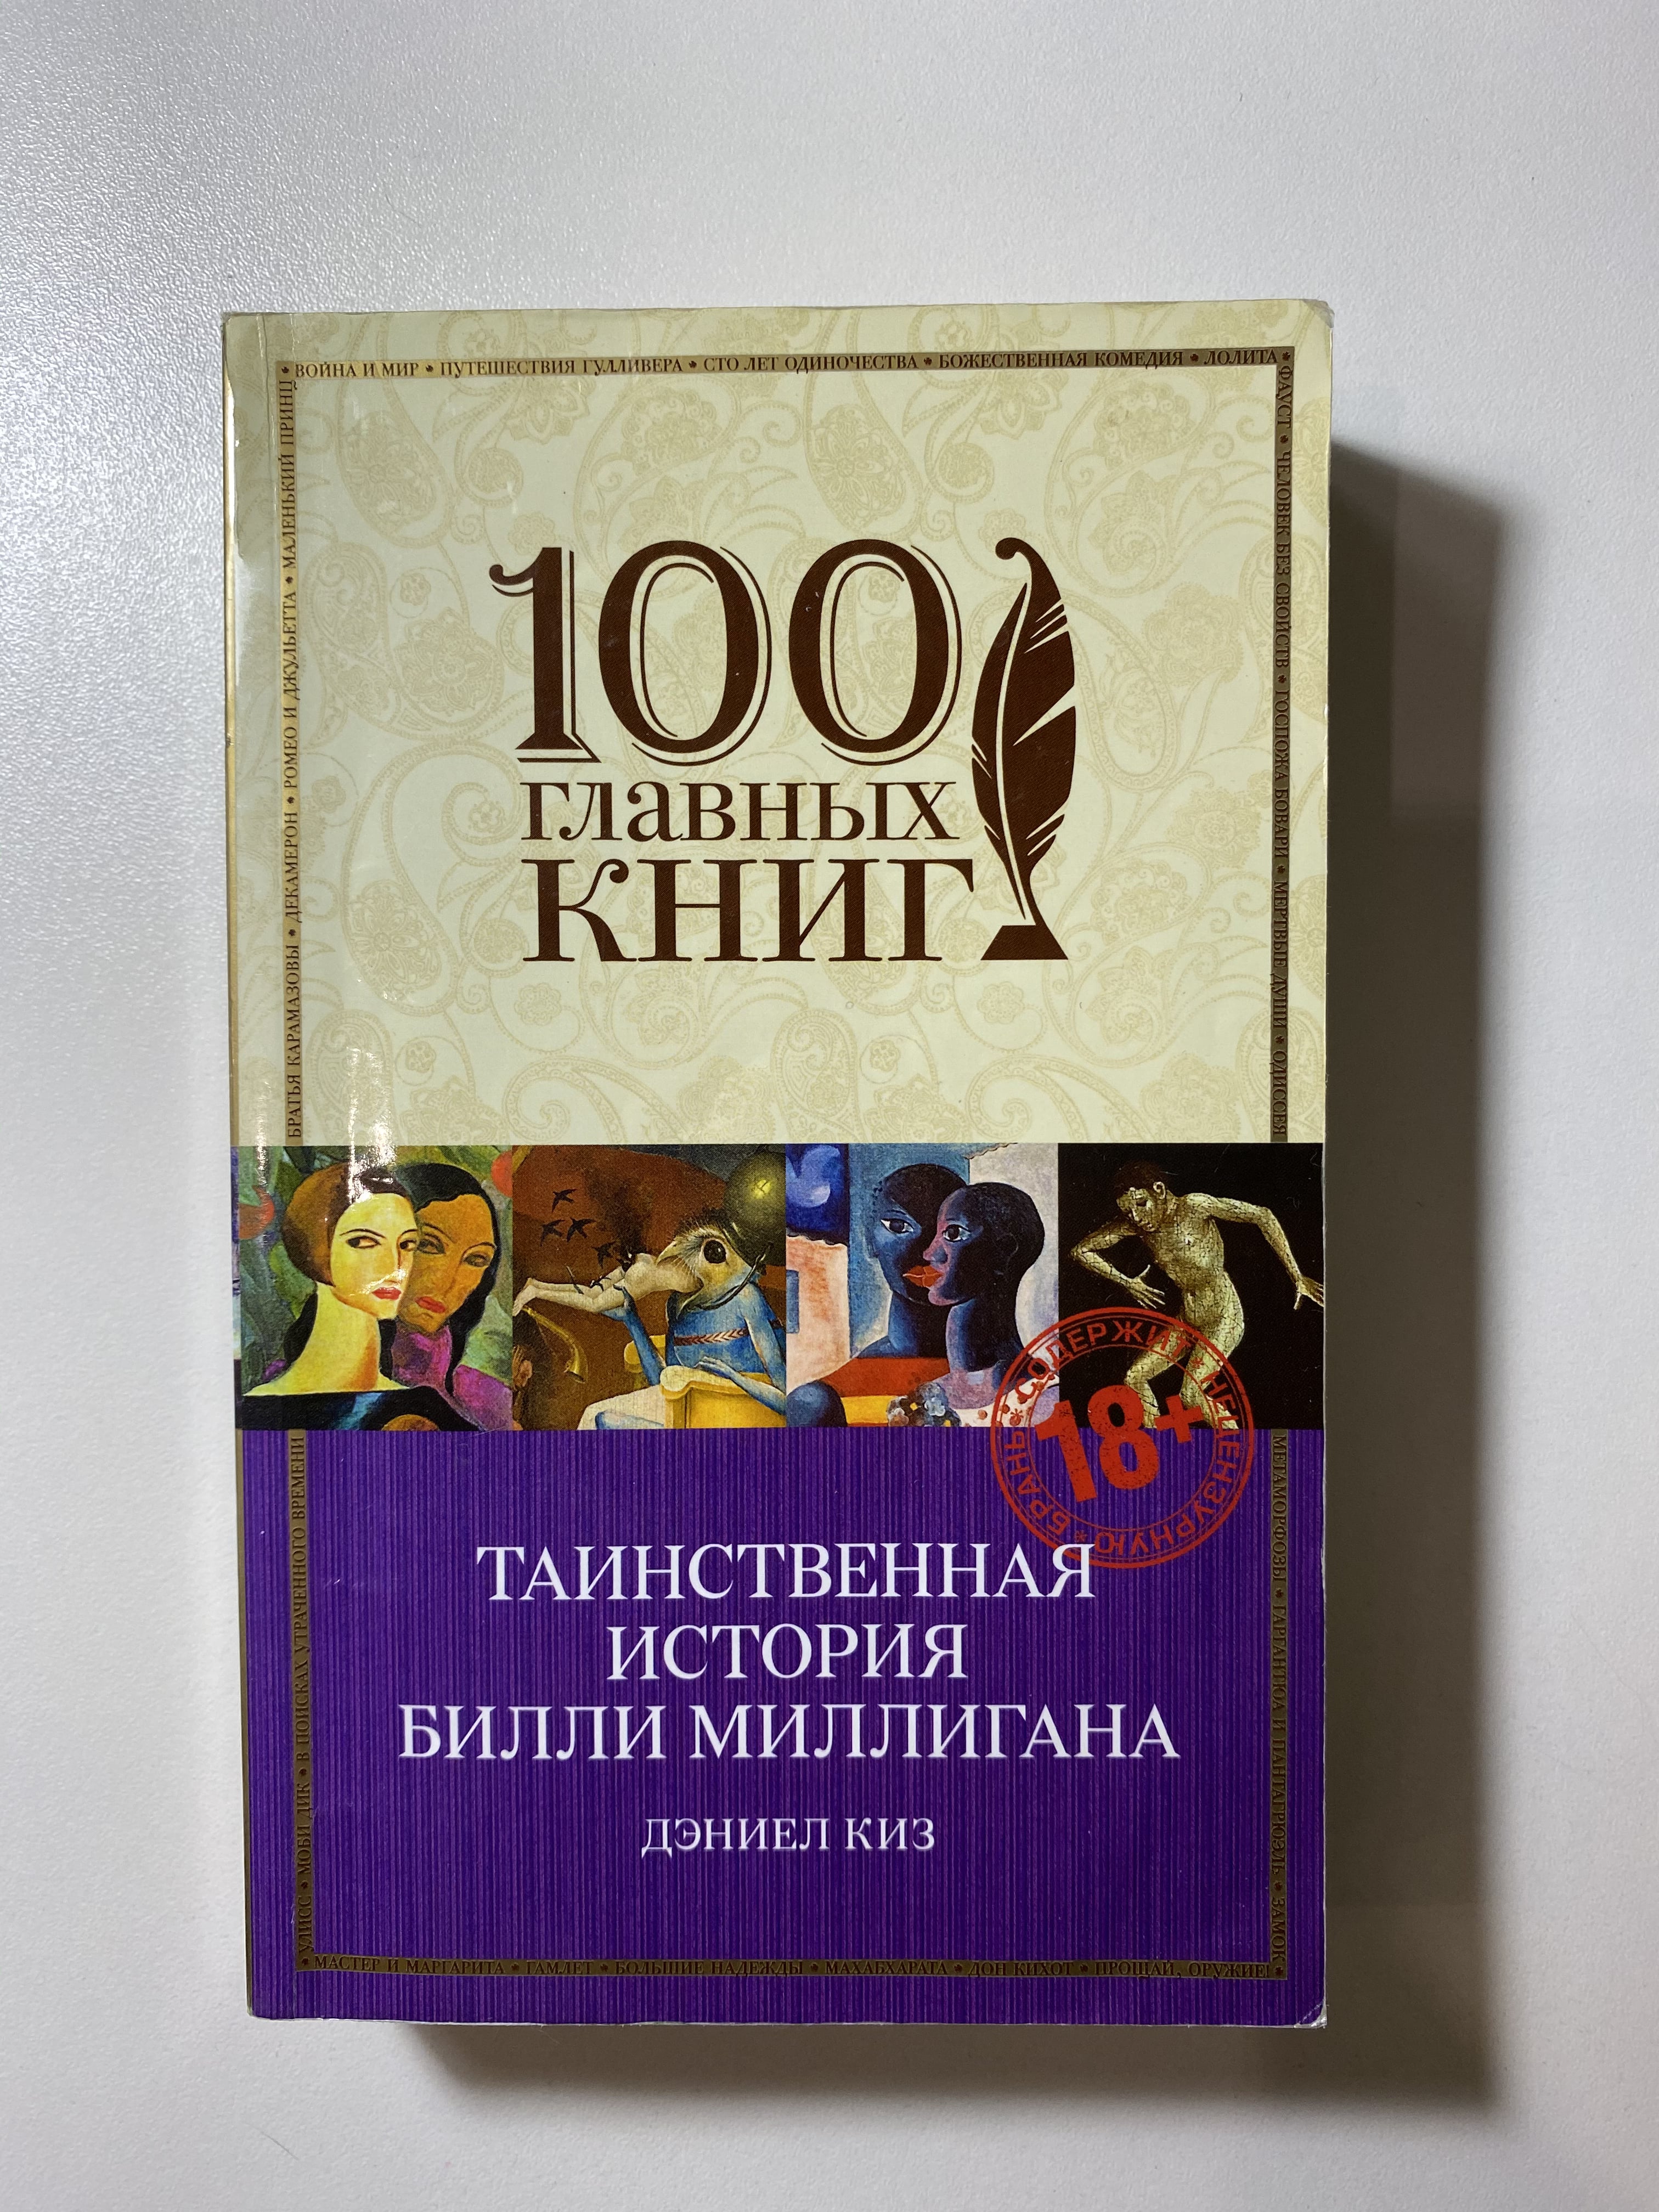 • ВОЙНА И МИР • ПУТЕШЕСТВИЯ ГУЛЛИВЕРА • СТО ЛЕТ ОДИНОЧЕСТВА • БОЖЕСТВЕННАЯ КОМЕДИЯ • ЛОЛИТА •
ФАУСТ • ЧЕЛОВЕК БЕЗ СВОЙСТВ • ГОСПОЖА БОВАРИ • МЕРТВЫЕ ДУШИ • ОДИССЕЯ
БРАТЬЯ КАРАМАЗОВЫ • ДЕКАМЕРОН • РОМЕО И ДЖУЛЬЕТТА • МАЛЕНЬКИЙ ПРИНЦ
100
главных
КНИГ
СОДЕРЖИТ * НЕЦЕНЗУРНУЮ * БРАНЬ *
18+
ТАИНСТВЕННАЯ
ИСТОРИЯ
БИЛЛИ МИЛЛИГАНА
ДЭНИЕЛ КИЗ
УЛИСС • МОБИ ДИК • В ПОИСКАХ УТРАЧЕННОГО ВРЕМЕНИ
МЕТАМОРФОЗЫ • ГАРГАНТЮА И ПАНТАГРЮЭЛЬ • ЗАМОК
• МАСТЕР И МАРГАРИТА • ГАМЛЕТ • БОЛЬШИЕ НАДЕЖДЫ • МАХАБХАРАТА • ДОН КИХОТ • ПРОЩАЙ, ОРУЖИЕ! •